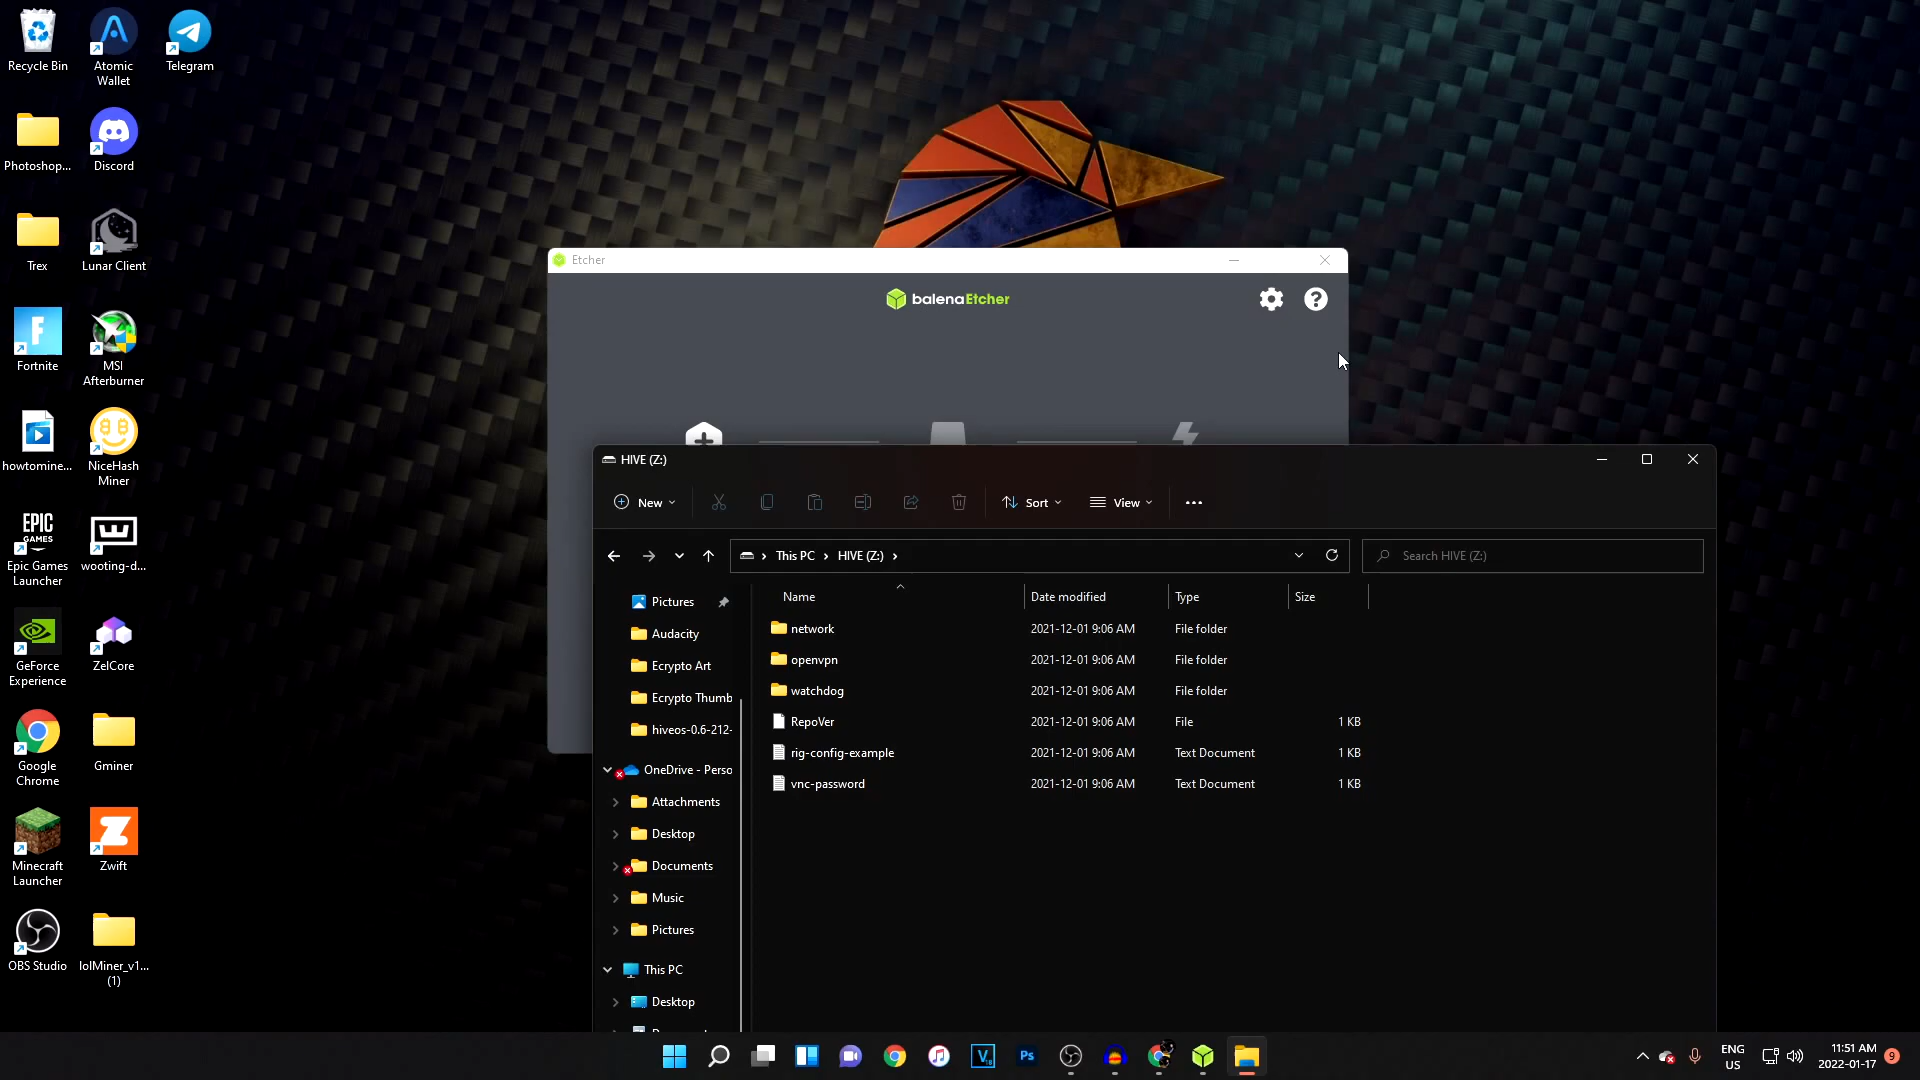 Recycle Bin
Atomic
Wallet
Telegram
Photoshop...
Discord
Trex
Lunar Client
Fortnite
MSI
Afterburner
howtomine...
NiceHash
Miner
EPIC
GAMES
Epic Games
Launcher
wooting-d...
GeForce
Experience
ZelCore
Google
Chrome
Gminer
Minecraft
Launcher
Zwift
OBS Studio
lolMiner_v1...
(1)
Etcher
balenaEtcher
HIVE (Z:)
New
Sort
View
This PC
HIVE (Z:)
Search HIVE (Z:)
Pictures
Audacity
Ecrypto Art
Ecrypto Thumb
hiveos-0.6-212-
OneDrive - Perso
Attachments
Desktop
Documents
Music
Pictures
This PC
Desktop
Name Date modified Type Size
network 2021-12-01 9:06 AM File folder
openvpn 2021-12-01 9:06 AM File folder
watchdog 2021-12-01 9:06 AM File folder
RepoVer 2021-12-01 9:06 AM File 1 KB
rig-config-example 2021-12-01 9:06 AM Text Document 1 KB
vnc-password 2021-12-01 9:06 AM Text Document 1 KB
Ps
ENG
US
11:51 AM
2022-01-17
9